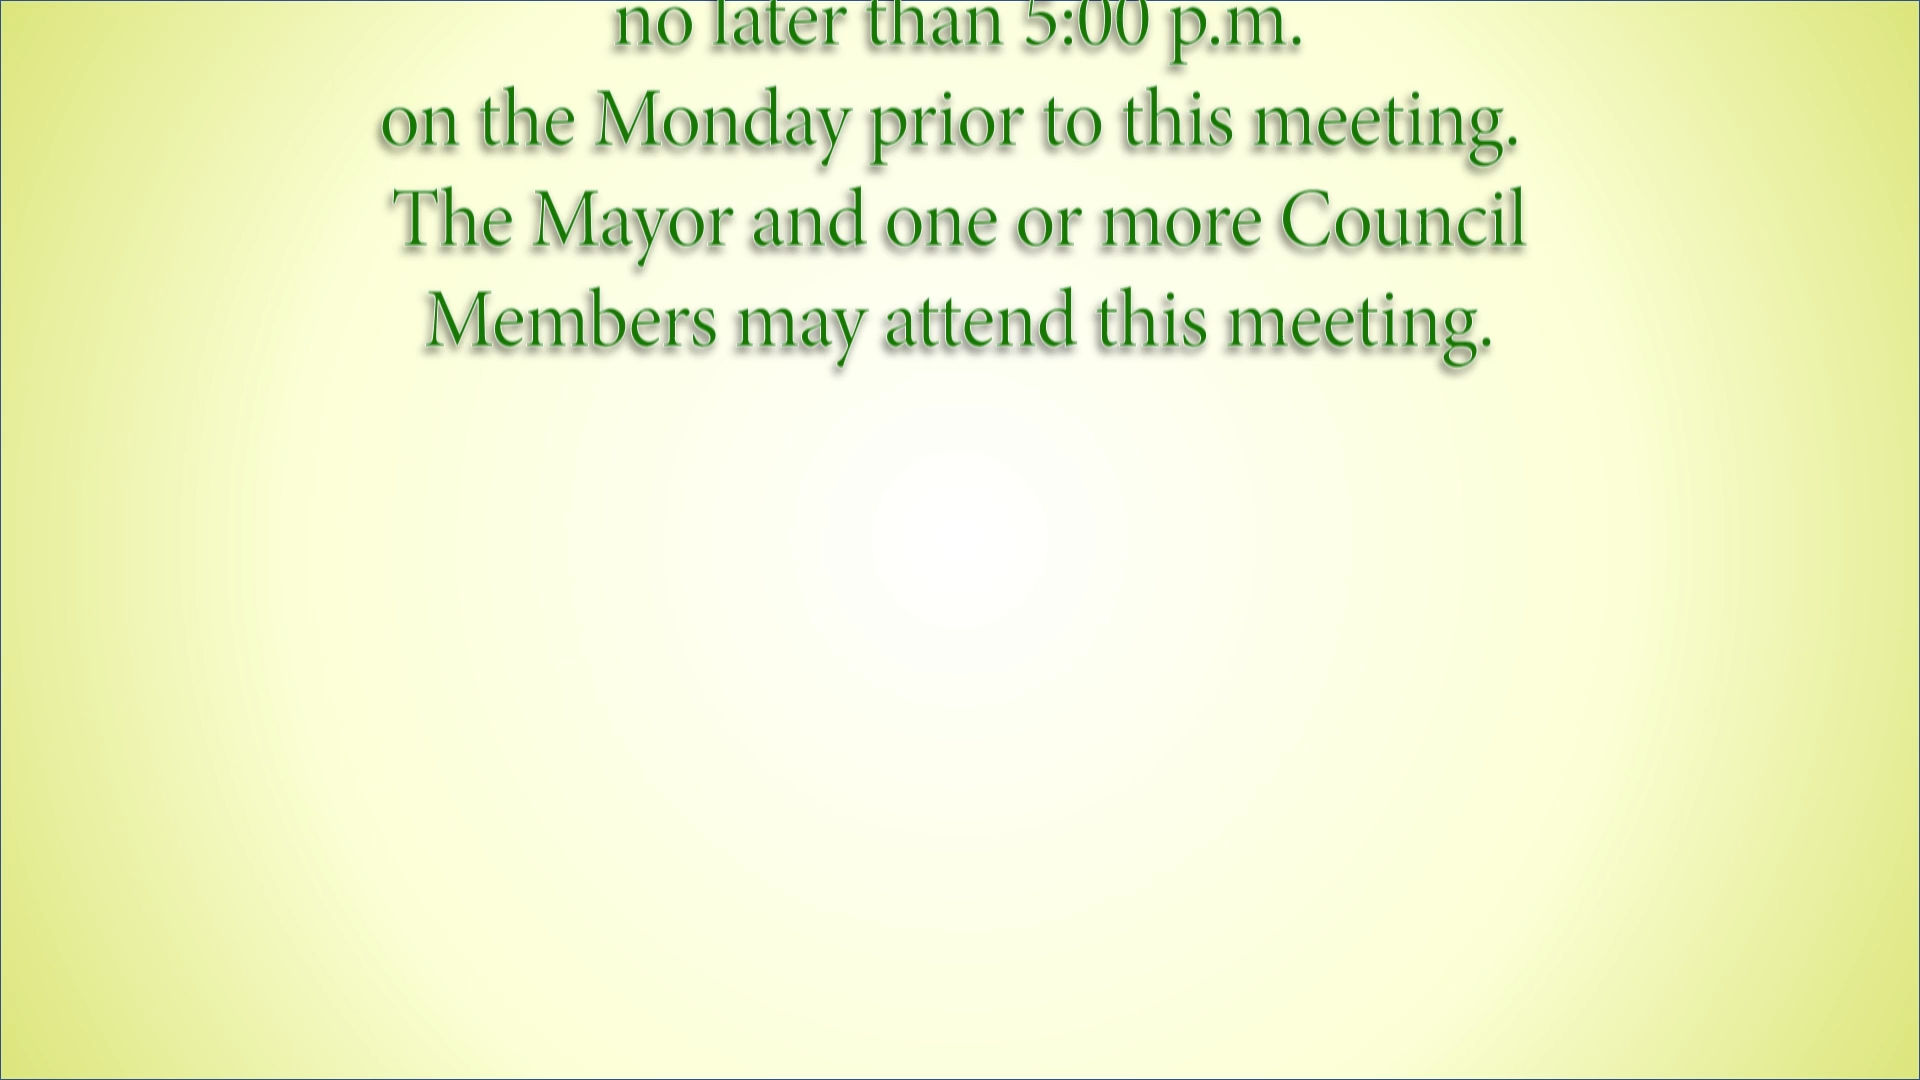 no later than 5:00 p.m.
on the Monday prior to this meeting.
The Mayor and one or more Council
Members may attend this meeting.